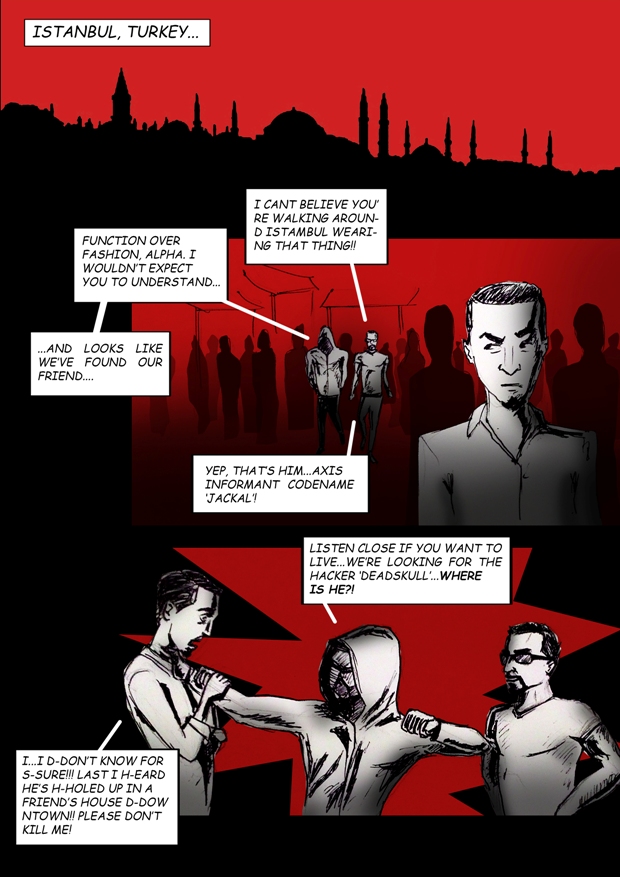 ISTANBUL, TURKEY...
I CANT BELIEVE YOU'
RE WALKING AROUN-
D ISTAMBUL WEARI-
NG THAT THING!!
FUNCTION OVER
FASHION, ALPHA. I
WOULDN'T EXPECT
YOU TO UNDERSTAND...
...AND LOOKS LIKE
WE'VE FOUND OUR
FRIEND....
YEP, THAT'S HIM...AXIS
INFORMANT CODENAME
'JACKAL'!
LISTEN CLOSE IF YOU WANT TO
LIVE...WE'RE LOOKING FOR THE
HACKER 'DEADSKULL'...WHERE
IS HE?!
I...I D-DON'T KNOW FOR
S-SURE!!! LAST I H-EARD
HE'S H-HOLED UP IN A
FRIEND'S HOUSE D-DOW
NTOWN!! PLEASE DON'T
KILL ME!